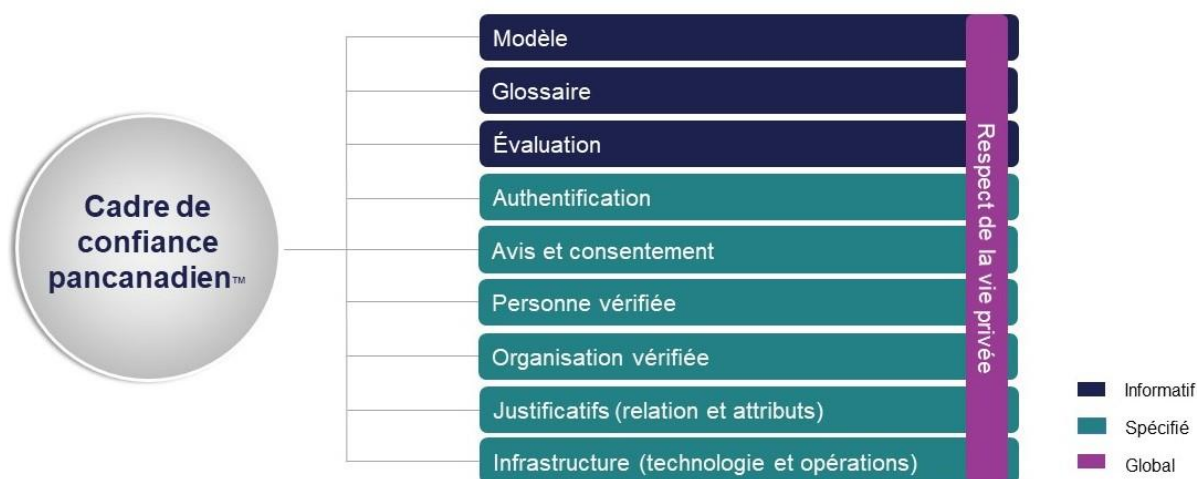 Cadre de
confiance
pancanadien™
Modèle
Glossaire
Évaluation
Authentification
Avis et consentement
Personne vérifiée
Organisation vérifiée
Justificatifs (relation et attributs)
Infrastructure (technologie et opérations)
Respect de la vie privée
Informatif
Spécifié
Global